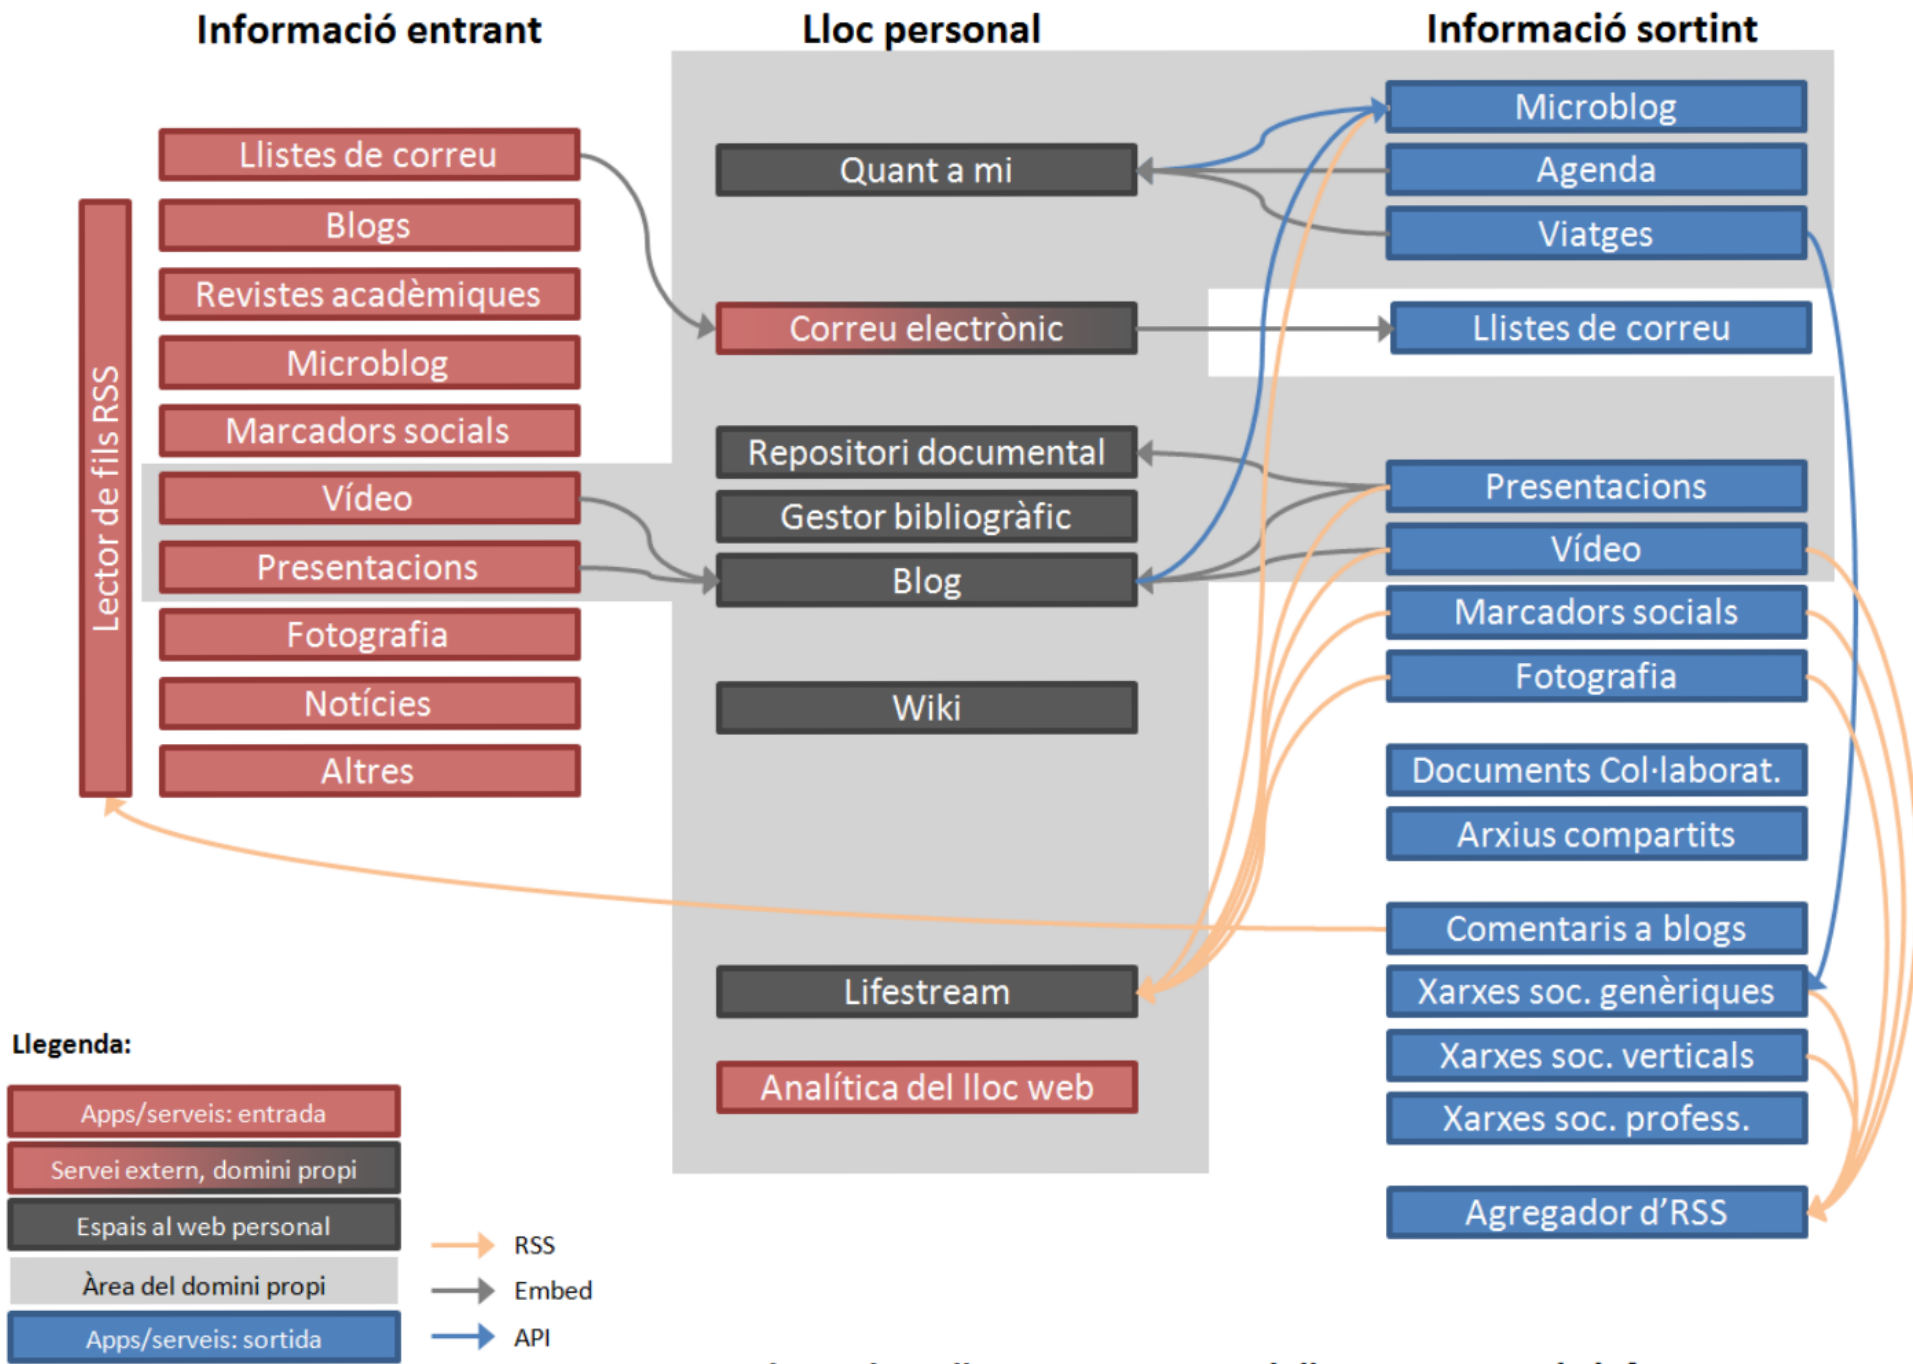 Informació entrant
Lloc personal
Informació sortint
Lector de fils RSS
Llistes de correu
Blogs
Revistes acadèmiques
Microblog
Marcadors socials
Vídeo
Presentacions
Fotografia
Notícies
Altres
Quant a mi
Correu electrònic
Repositori documental
Gestor bibliogràfic
Blog
Wiki
Lifestream
Analítica del lloc web
Microblog
Agenda
Viatges
Llistes de correu
Presentacions
Vídeo
Marcadors socials
Fotografia
Documents Col·laborat.
Arxius compartits
Comentaris a blogs
Xarxes soc. genèriques
Xarxes soc. verticals
Xarxes soc. profess.
Agregador d’RSS
Llegenda:
Apps/serveis: entrada
Servei extern, domini propi
Espais al web personal
Àrea del domini propi
Apps/serveis: sortida
RSS
Embed
API